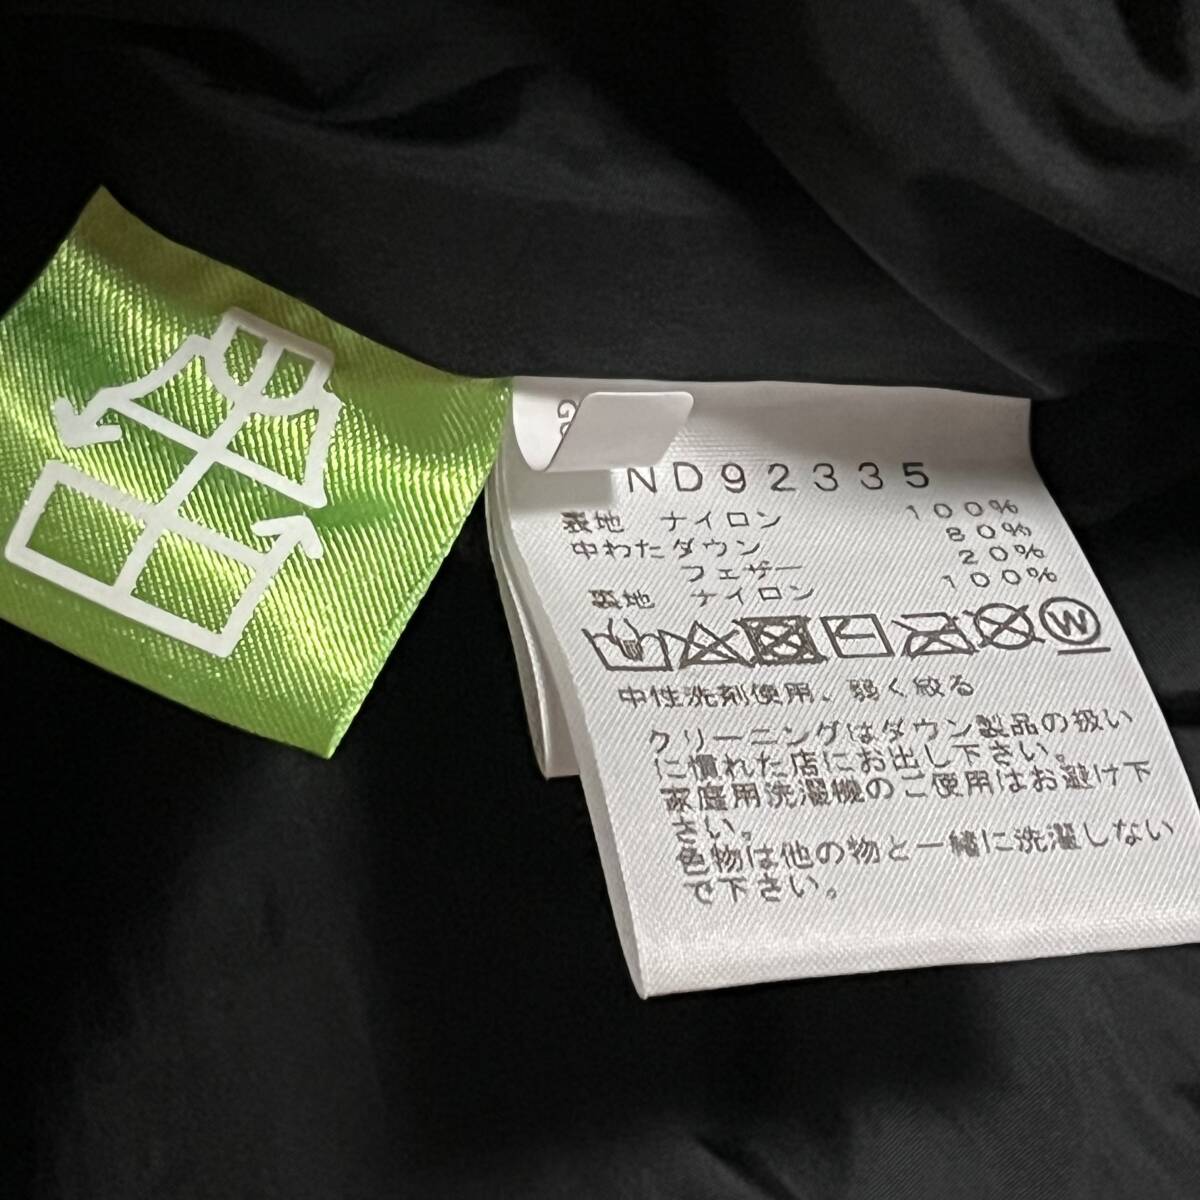 ND92335
表地 ナイロン 100%
中わた ダウン 80%
フェザー 20%
裏地 ナイロン 100%
W
中性洗剤使用、弱く絞る
クリーニングはダウン製品の扱い
に慣れた店にお出し下さい。
家庭用洗濯機のご使用はお避け下
さい。
色物は他の物と一緒に洗濯しない
で下さい。